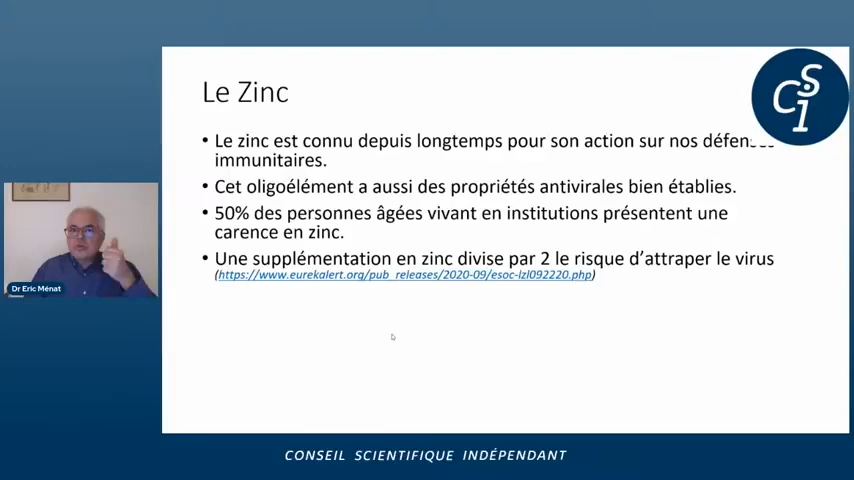 Le Zinc
CSI
• Le zinc est connu depuis longtemps pour son action sur nos
immunitaires.
• Cet oligoélément a aussi des propriétés antivirales bien établies.
• 50% des personnes âgées vivant en institutions présentent une
carence en zinc.
• Une supplémentation en zinc divise par 2 le risque d'attraper le virus
(https://www.eurekalert.org/pub_releases/2020-09/esoc-lzl092220.php)
Dr Eric Ménat
CONSEIL SCIENTIFIQUE INDÉPENDANT